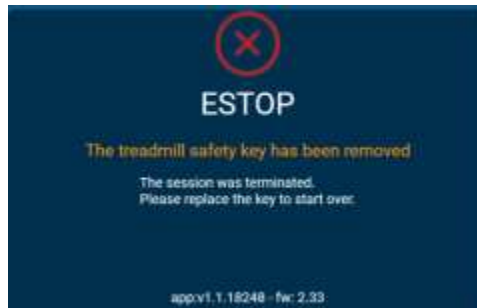 ESTOP
The treadmill safety key has been removed
The session was terminated.
Please replace the key to start over.
app:v1.1.18248 - fw: 2.33